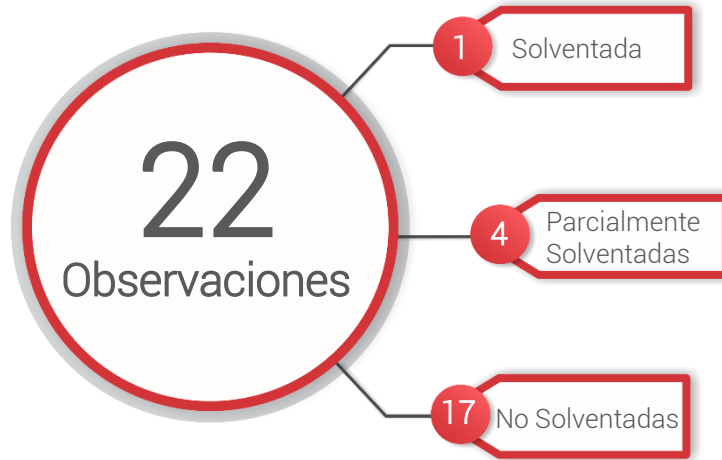 22
Observaciones
1
Solventada
4
Parcialmente
Solventadas
17
No Solventadas